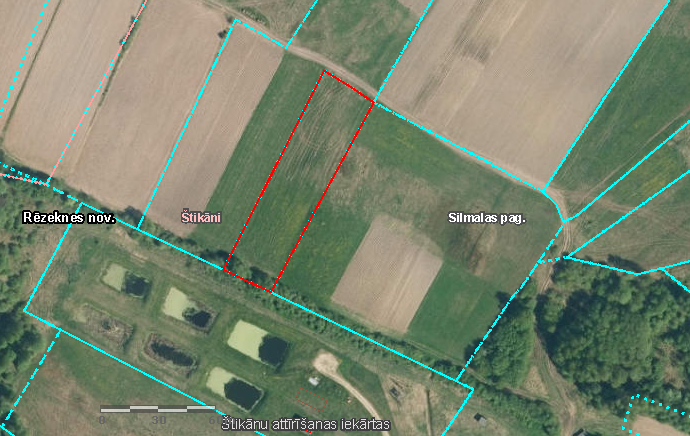 Rēzeknes nov.
Štikāni
Silmalas pag.
Štikānu attīrīšanas iekārtas